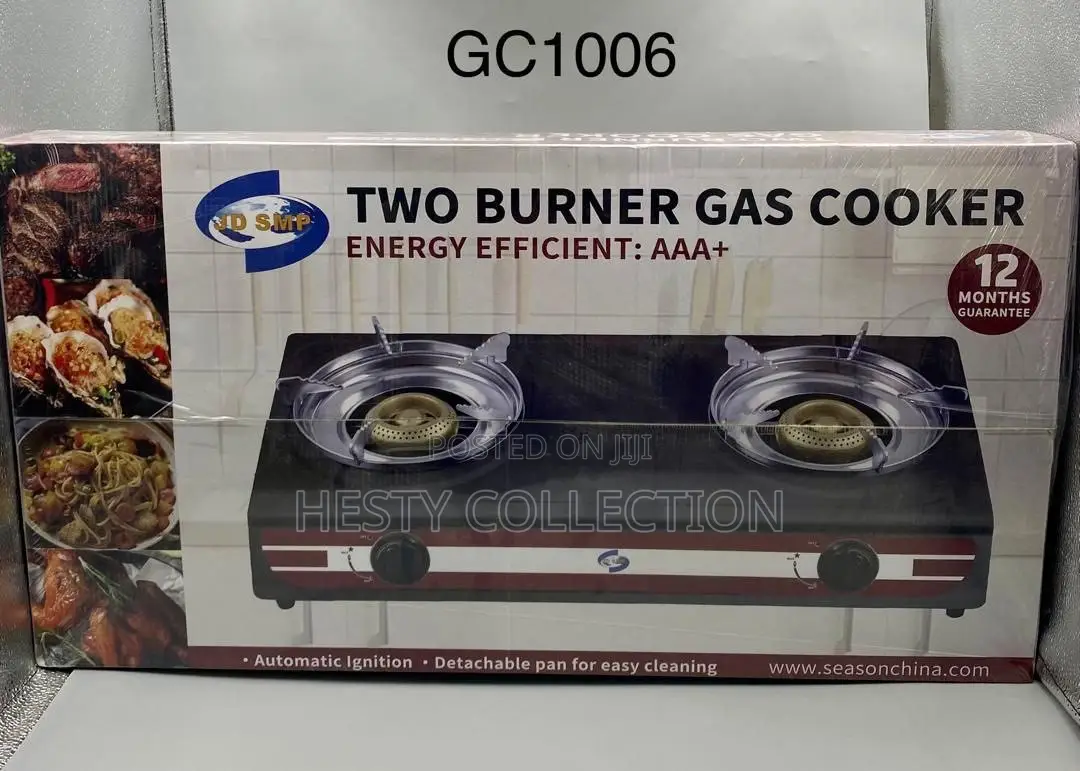 GC1006
JD SMP
TWO BURNER GAS COOKER
ENERGY EFFICIENT: AAA+
12
MONTHS
GUARANTEE
POSTED ON JIJI
HESTY COLLECTION
• Automatic Ignition • Detachable pan for easy cleaning
www.seasonchina.com